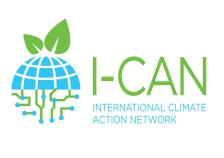 I-CAN
INTERNATIONAL CLIMATE
ACTION NETWORK